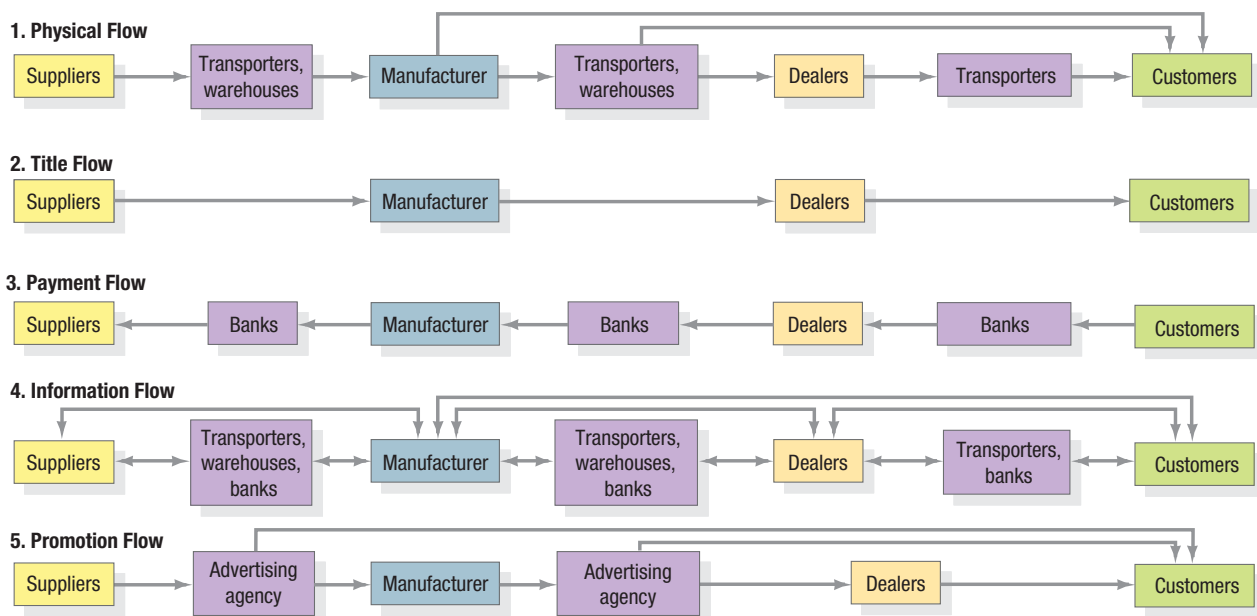 1. Physical Flow
Suppliers
Transporters,
warehouses
Manufacturer
Transporters,
warehouses
Dealers
Transporters
Customers
2. Title Flow
Suppliers
Manufacturer
Dealers
Customers
3. Payment Flow
Suppliers
Banks
Manufacturer
Banks
Dealers
Banks
Customers
4. Information Flow
Suppliers
Transporters,
warehouses,
banks
Manufacturer
Transporters,
warehouses,
banks
Dealers
Transporters,
banks
Customers
5. Promotion Flow
Suppliers
Advertising
agency
Manufacturer
Advertising
agency
Dealers
Customers